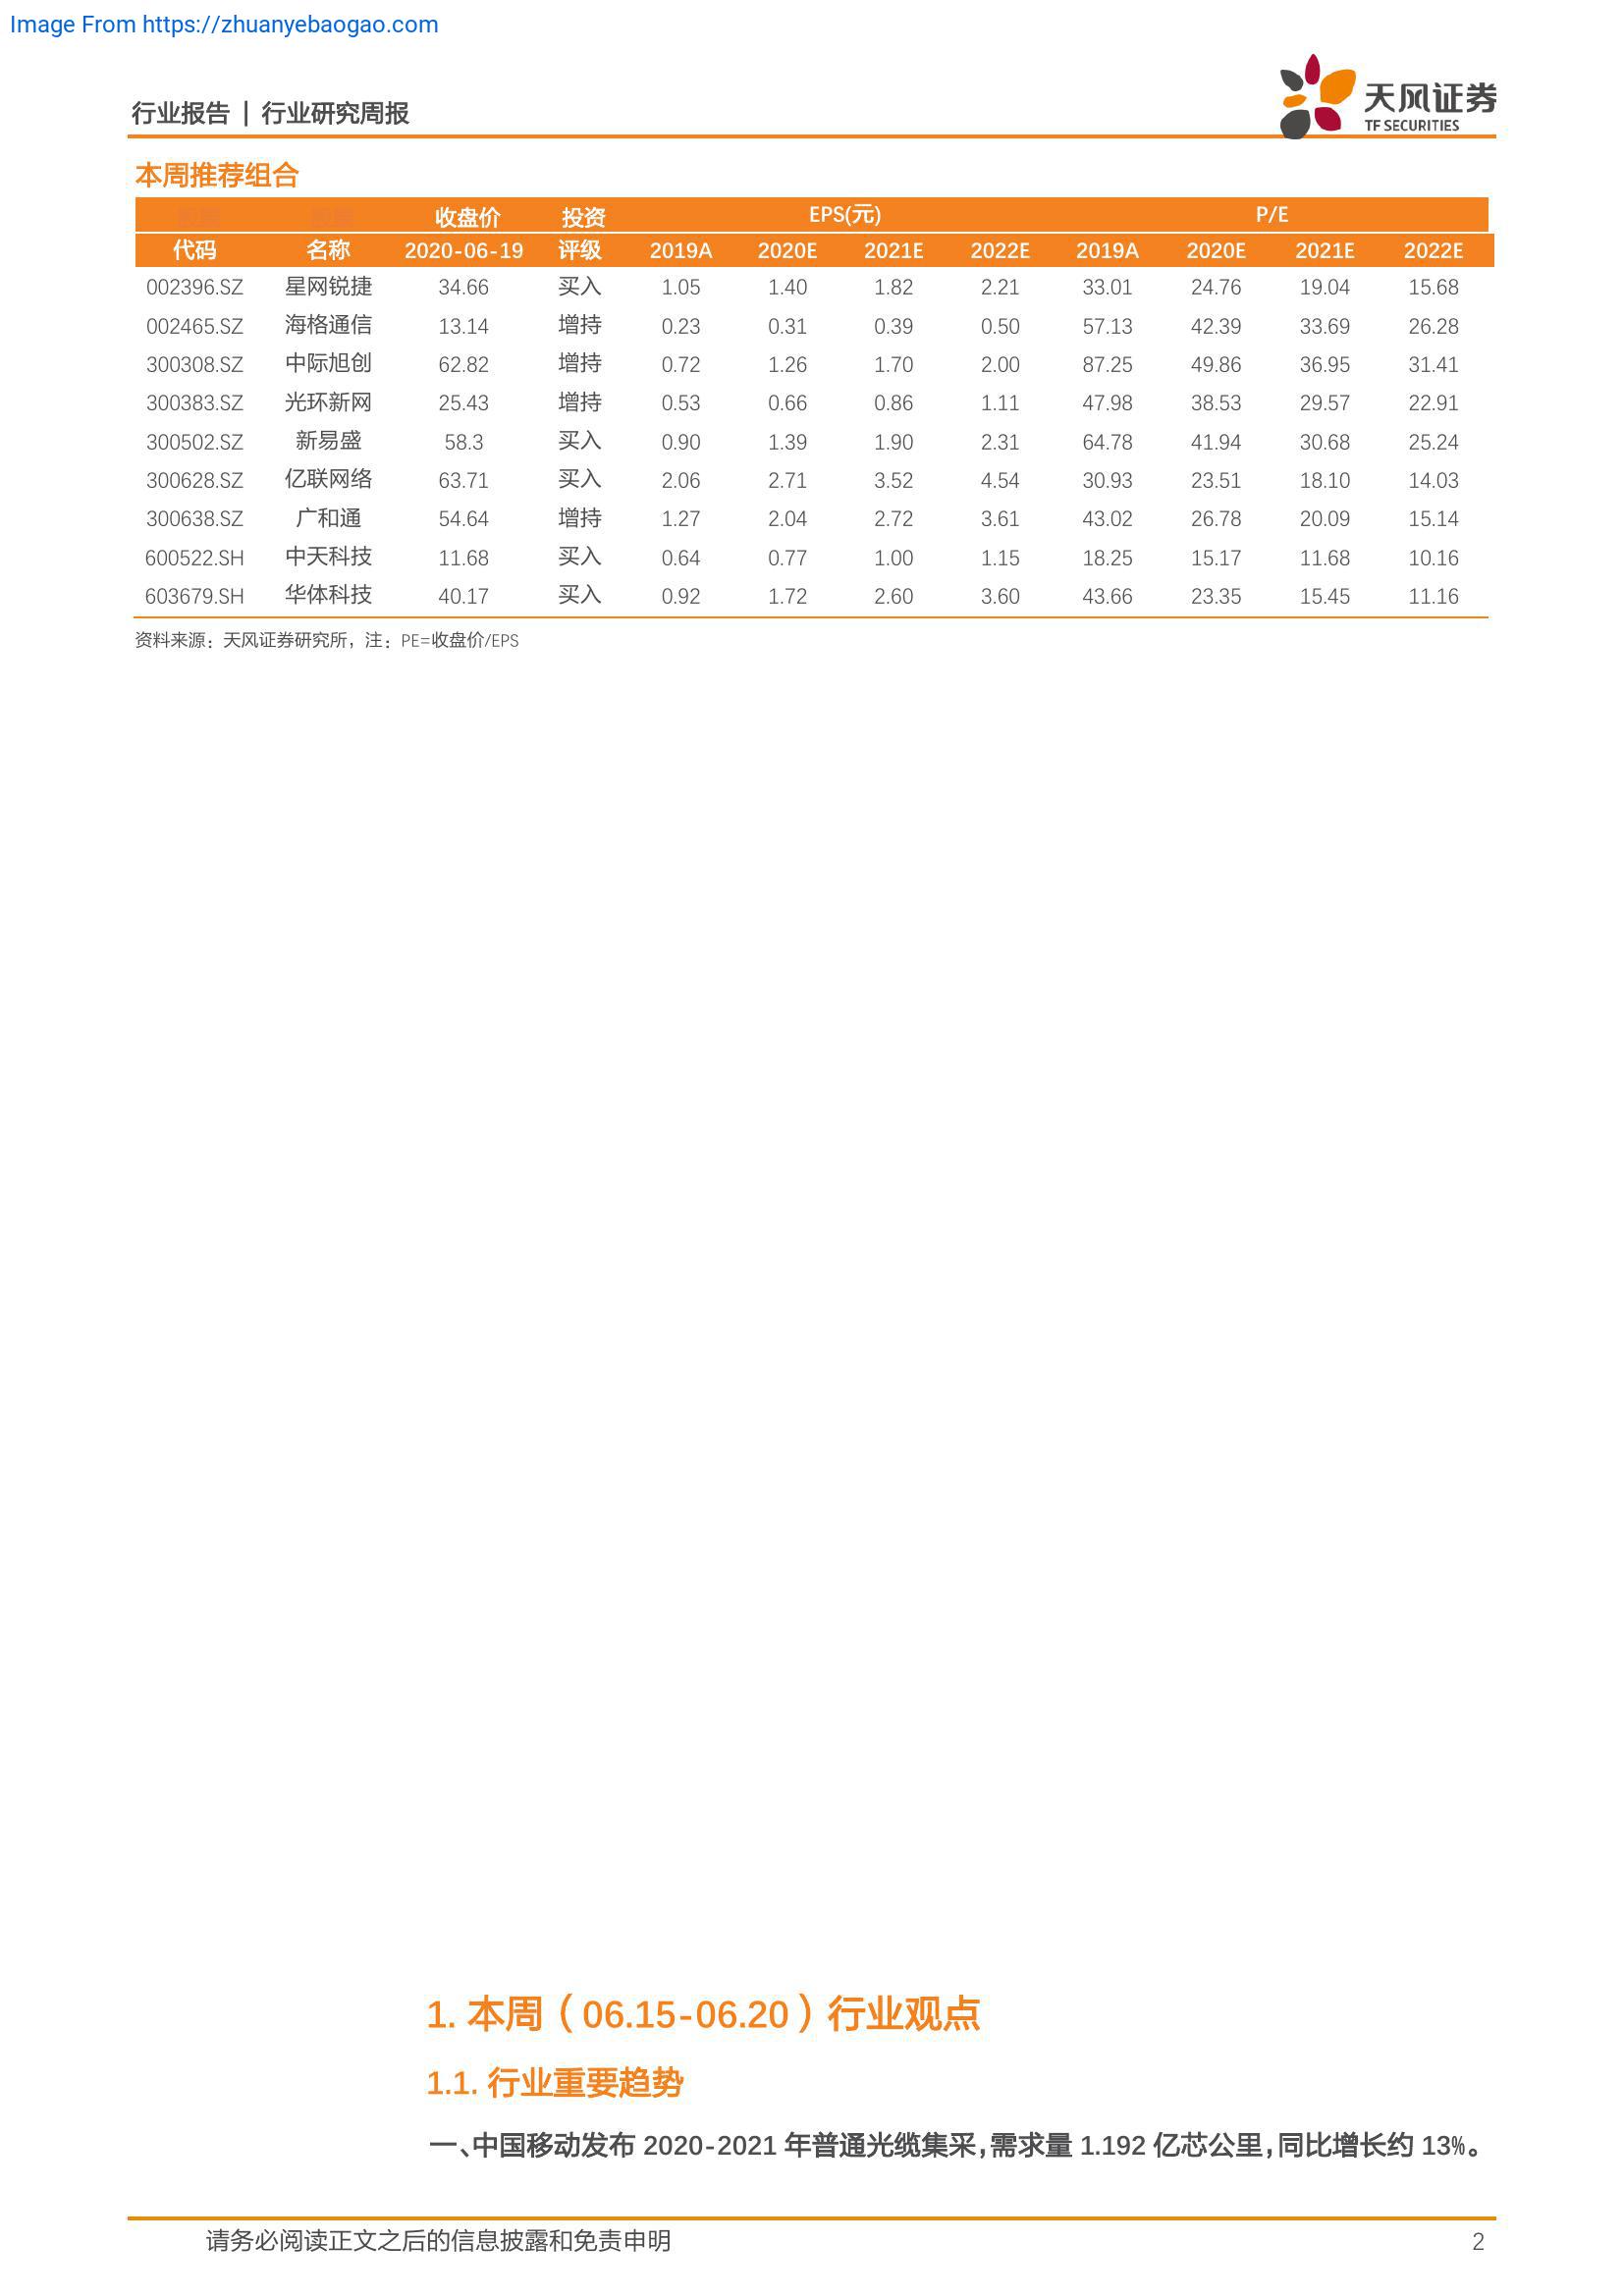 Image From https://zhuanyebaogao.com
天风证券
TF SECURITIES
行业报告 | 行业研究周报
本周推荐组合
收盘价 投资 EPS(元) P/E
代码 名称 2020-06-19 评级 2019A 2020E 2021E 2022E 2019A 2020E 2021E 2022E
002396.SZ 星网锐捷 34.66 买入 1.05 1.40 1.82 2.21 33.01 24.76 19.04 15.68
002465.SZ 海格通信 13.14 增持 0.23 0.31 0.39 0.50 57.13 42.39 33.69 26.28
300308.SZ 中际旭创 62.82 增持 0.72 1.26 1.70 2.00 87.25 49.86 36.95 31.41
300383.SZ 光环新网 25.43 增持 0.53 0.66 0.86 1.11 47.98 38.53 29.57 22.91
300502.SZ 新易盛 58.3 买入 0.90 1.39 1.90 2.31 64.78 41.94 30.68 25.24
300628.SZ 亿联网络 63.71 买入 2.06 2.71 3.52 4.54 30.93 23.51 18.10 14.03
300638.SZ 广和通 54.64 增持 1.27 2.04 2.72 3.61 43.02 26.78 20.09 15.14
600522.SH 中天科技 11.68 买入 0.64 0.77 1.00 1.15 18.25 15.17 11.68 10.16
603679.SH 华体科技 40.17 买入 0.92 1.72 2.60 3.60 43.66 23.35 15.45 11.16
资料来源：天风证券研究所，注：PE=收盘价/EPS
1. 本周（06.15-06.20）行业观点
1.1. 行业重要趋势
一、中国移动发布 2020-2021 年普通光缆集采，需求量 1.192 亿芯公里，同比增长约 13%。
请务必阅读正文之后的信息披露和免责申明 2